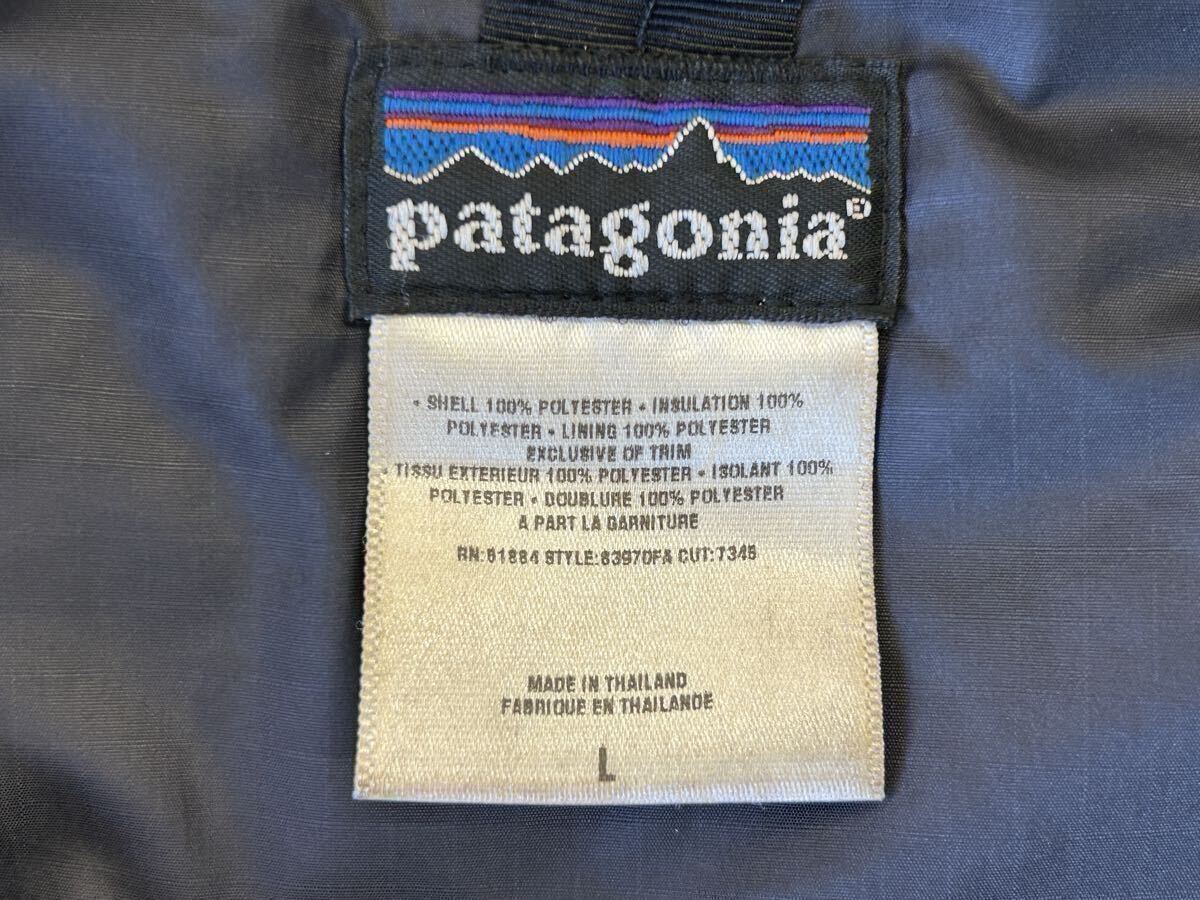 patagonia®
• SHELL 100% POLYESTER • INSULATION 100%
POLYESTER • LINING 100% POLYESTER
EXCLUSIVE OF TRIM
• TISSU EXTERIEUR 100% POLYESTER • ISOLANT 100%
POLYESTER • DOUBLURE 100% POLYESTER
A PART LA GARNITURE
RN:61884 STYLE:83970FA CUT:7345
MADE IN THAILAND
FABRIQUE EN THAILANDE
L